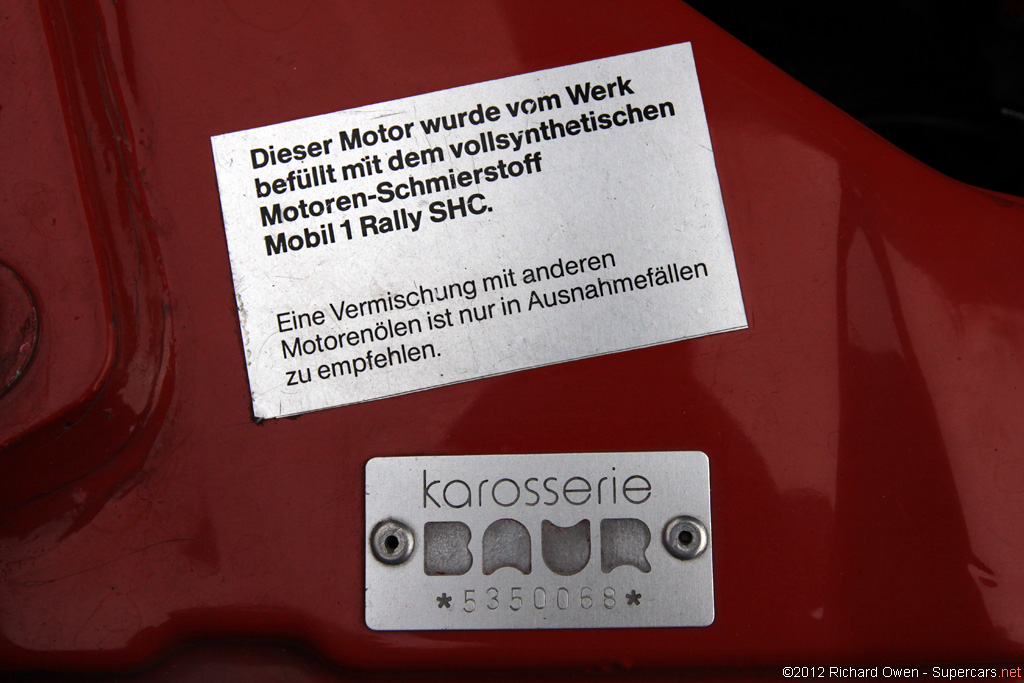 Dieser Motor wurde vom Werk
befüllt mit dem vollsynthetischen
Motoren-Schmierstoff
Mobil 1 Rally SHC.
Eine Vermischung mit anderen
Motorenölen ist nur in Ausnahmefällen
zu empfehlen.
karosserie
BAUR
*5350068*
©2012 Richard Owen - Supercars.net